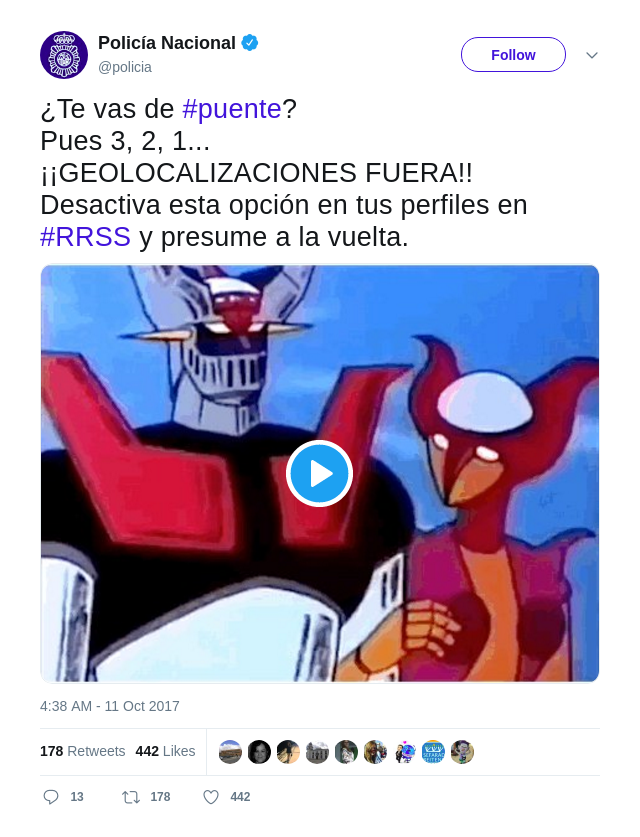 Policía Nacional
@policia
Follow
¿Te vas de #puente?
Pues 3, 2, 1...
¡¡GEOLOCALIZACIONES FUERA!!
Desactiva esta opción en tus perfiles en
#RRSS y presume a la vuelta.
4:38 AM - 11 Oct 2017
178 Retweets 442 Likes
13 178 442